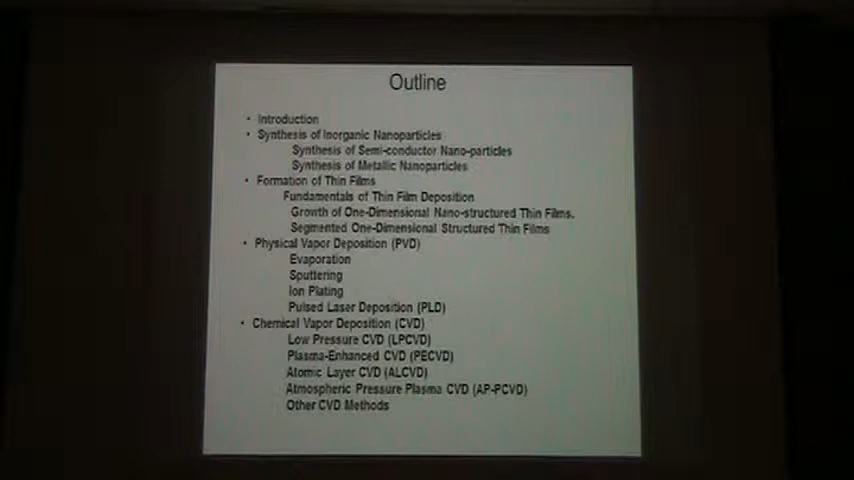 Outline
• Introduction
• Synthesis of Inorganic Nanoparticles
Synthesis of Semi-conductor Nano-particles
Synthesis of Metallic Nanoparticles
• Formation of Thin Films
Fundamentals of Thin Film Deposition
Growth of One-Dimensional Nano-structured Thin Films.
Segmented One-Dimensional Structured Thin Films
• Physical Vapor Deposition (PVD)
Evaporation
Sputtering
Ion Plating
Pulsed Laser Deposition (PLD)
• Chemical Vapor Deposition (CVD)
Low Pressure CVD (LPCVD)
Plasma-Enhanced CVD (PECVD)
Atomic Layer CVD (ALCVD)
Atmospheric Pressure Plasma CVD (AP-PCVD)
Other CVD Methods